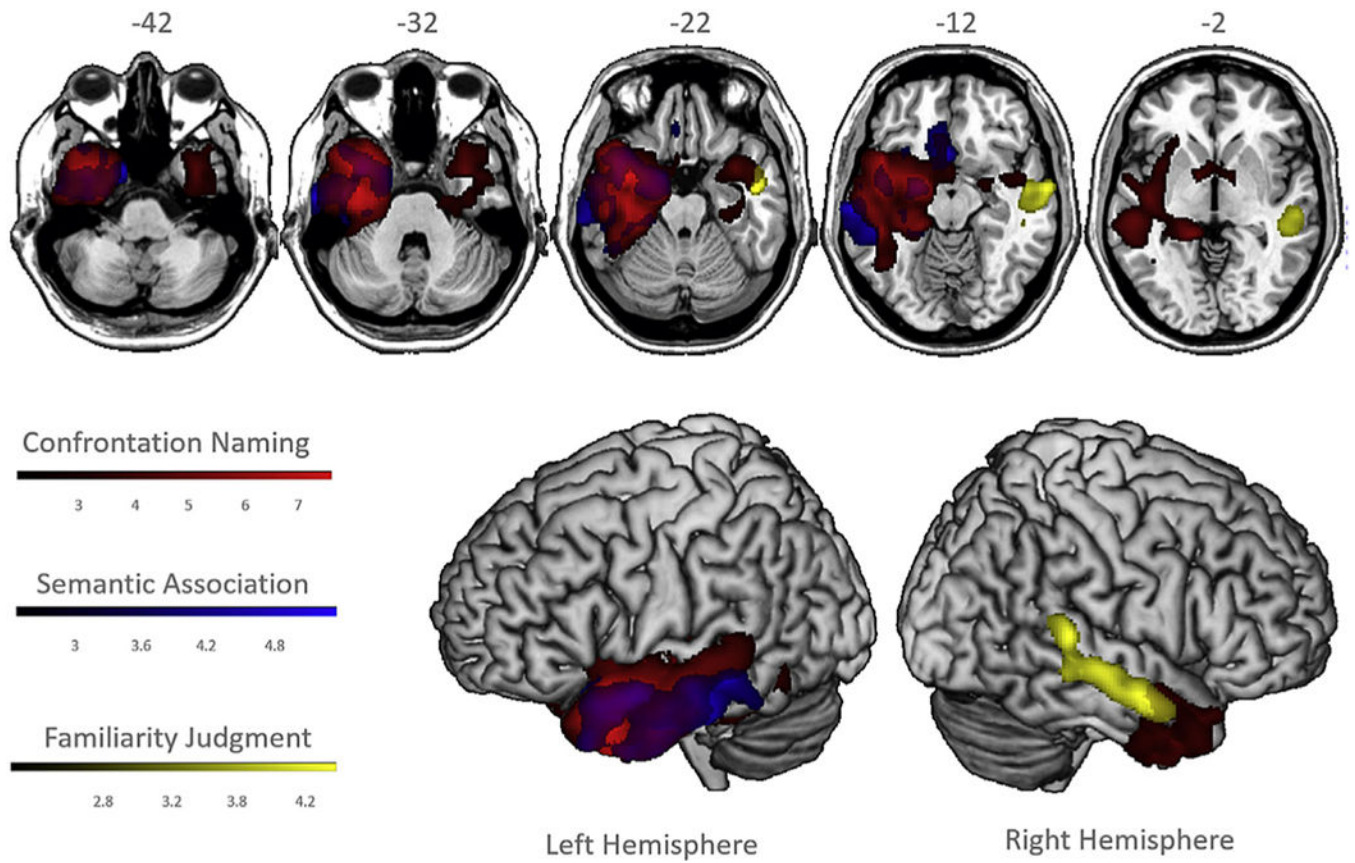 -42 -32 -22 -12 -2
Confrontation Naming
3 4 5 6 7
Semantic Association
3 3.6 4.2 4.8
Familiarity Judgment
2.8 3.2 3.8 4.2
Left Hemisphere Right Hemisphere